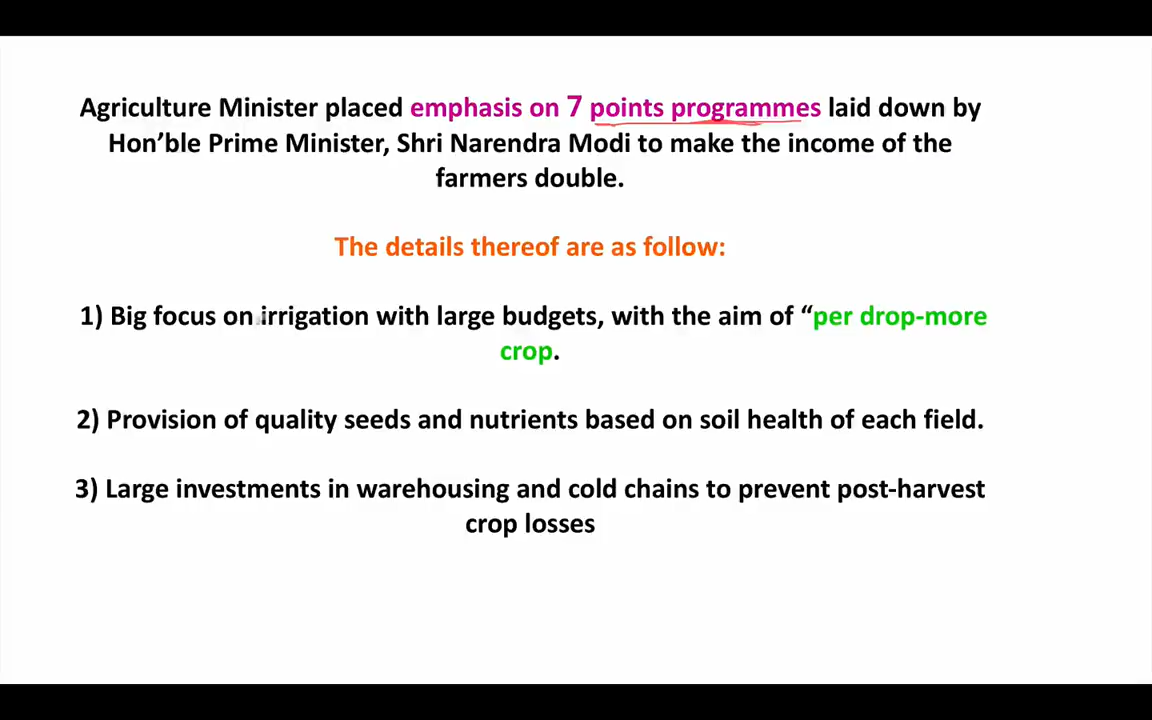 Agriculture Minister placed emphasis on 7 points programmes laid down by
Hon’ble Prime Minister, Shri Narendra Modi to make the income of the
farmers double.
The details thereof are as follow:
1) Big focus on irrigation with large budgets, with the aim of “per drop-more
crop.
2) Provision of quality seeds and nutrients based on soil health of each field.
3) Large investments in warehousing and cold chains to prevent post-harvest
crop losses